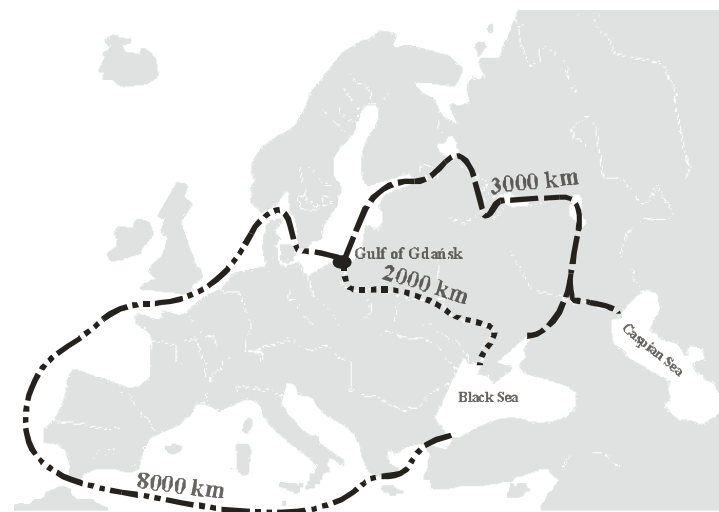 3000 km
Gulf of Gdańsk
2000 km
Caspian Sea
Black Sea
8000 km